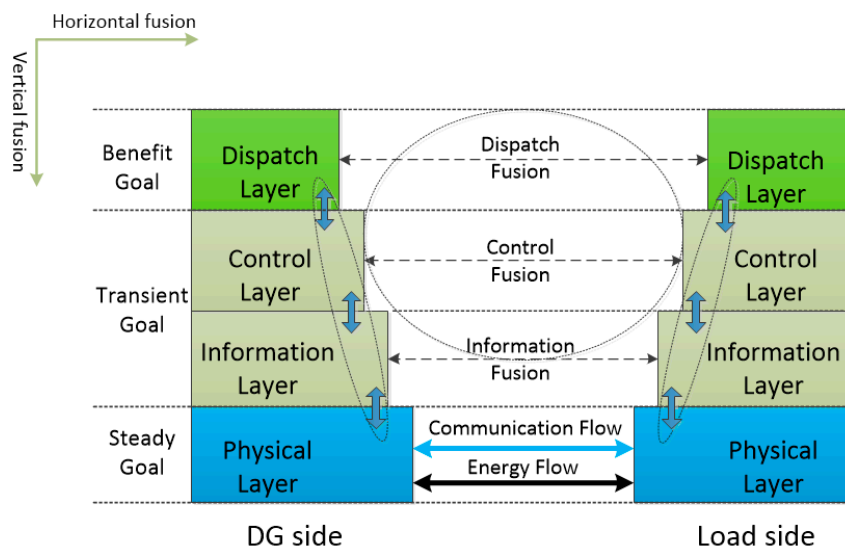 Horizontal fusion
Vertical fusion
Benefit
Goal
Dispatch
Layer
Dispatch
Fusion
Dispatch
Layer
Transient
Goal
Control
Layer
Control
Fusion
Control
Layer
Information
Layer
Information
Fusion
Information
Layer
Steady
Goal
Physical
Layer
Communication Flow
Energy Flow
Physical
Layer
DG side
Load side